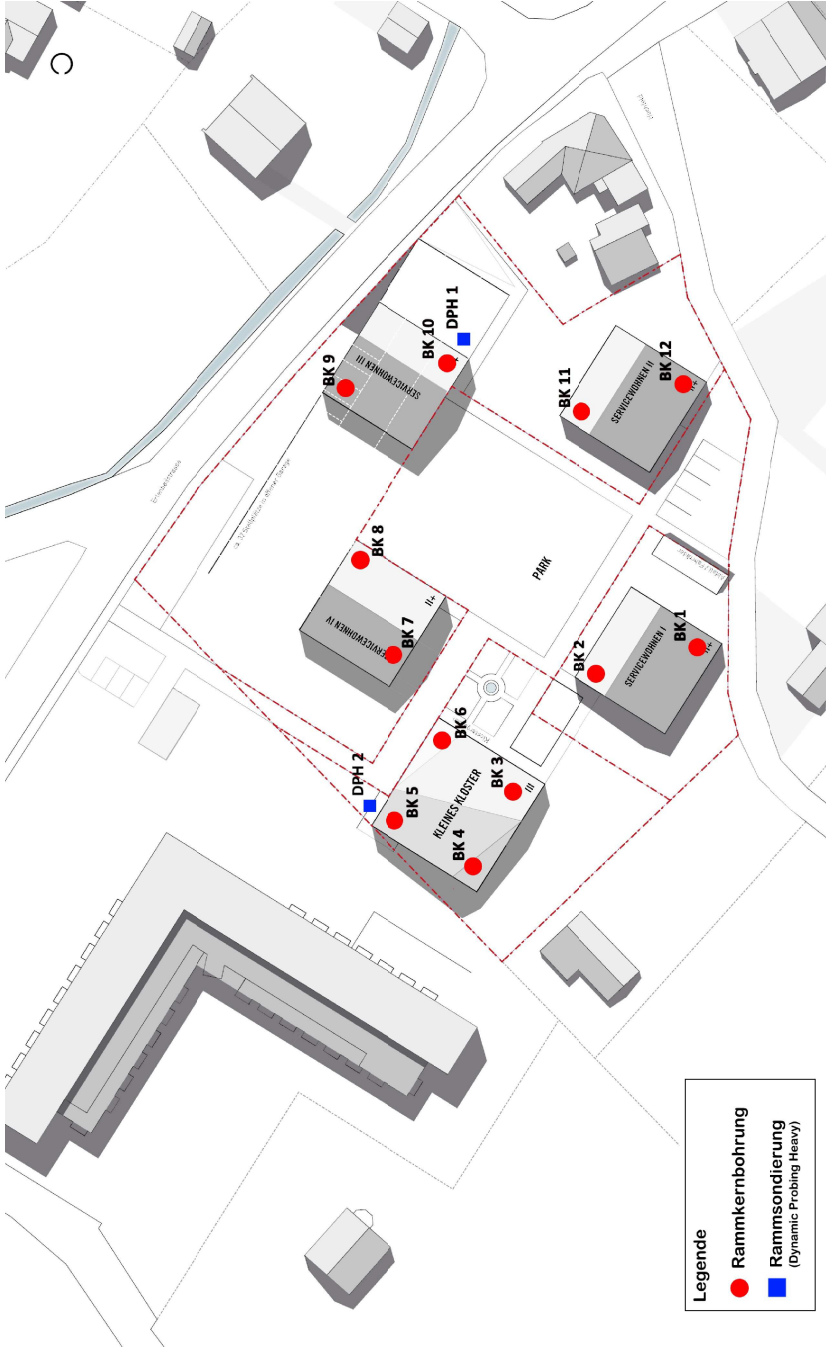 BK 9
BK 10
DPH 1
SERVICEWOHNEN III
BK 11
BK 12
SERVICEWOHNEN II
II+
BK 8
BK 7
SERVICEWOHNEN IV
II+
PARK
BK 2
BK 1
SERVICEWOHNEN I
II+
DPH 2
BK 5
BK 6
BK 4
BK 3
KLEINES KLOSTER
III
Legende
Rammkernbohrung
Rammsondierung
(Dynamic Probing Heavy)